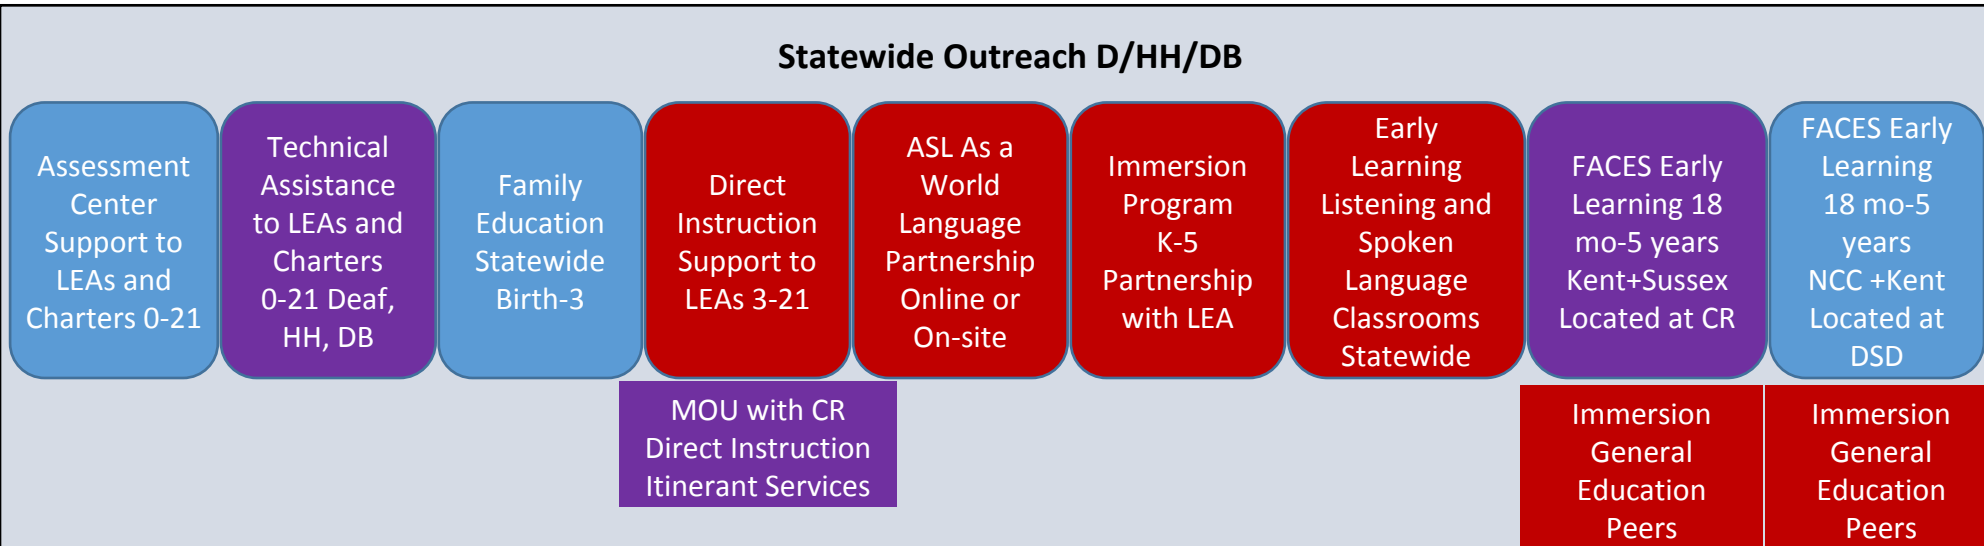 Statewide Outreach D/HH/DB
Assessment
Center
Support to
LEAs and
Charters 0-21
Technical
Assistance
to LEAs and
Charters
0-21 Deaf,
HH, DB
Family
Education
Statewide
Birth-3
Direct
Instruction
Support to
LEAs 3-21
ASL As a
World
Language
Partnership
Online or
On-site
Immersion
Program
K-5
Partnership
with LEA
Early
Learning
Listening and
Spoken
Language
Classrooms
Statewide
FACES Early
Learning 18
mo-5 years
Kent+Sussex
Located at CR
FACES Early
Learning
18 mo-5
years
NCC +Kent
Located at
DSD
MOU with CR
Direct Instruction
Itinerant Services
Immersion
General
Education
Peers
Immersion
General
Education
Peers